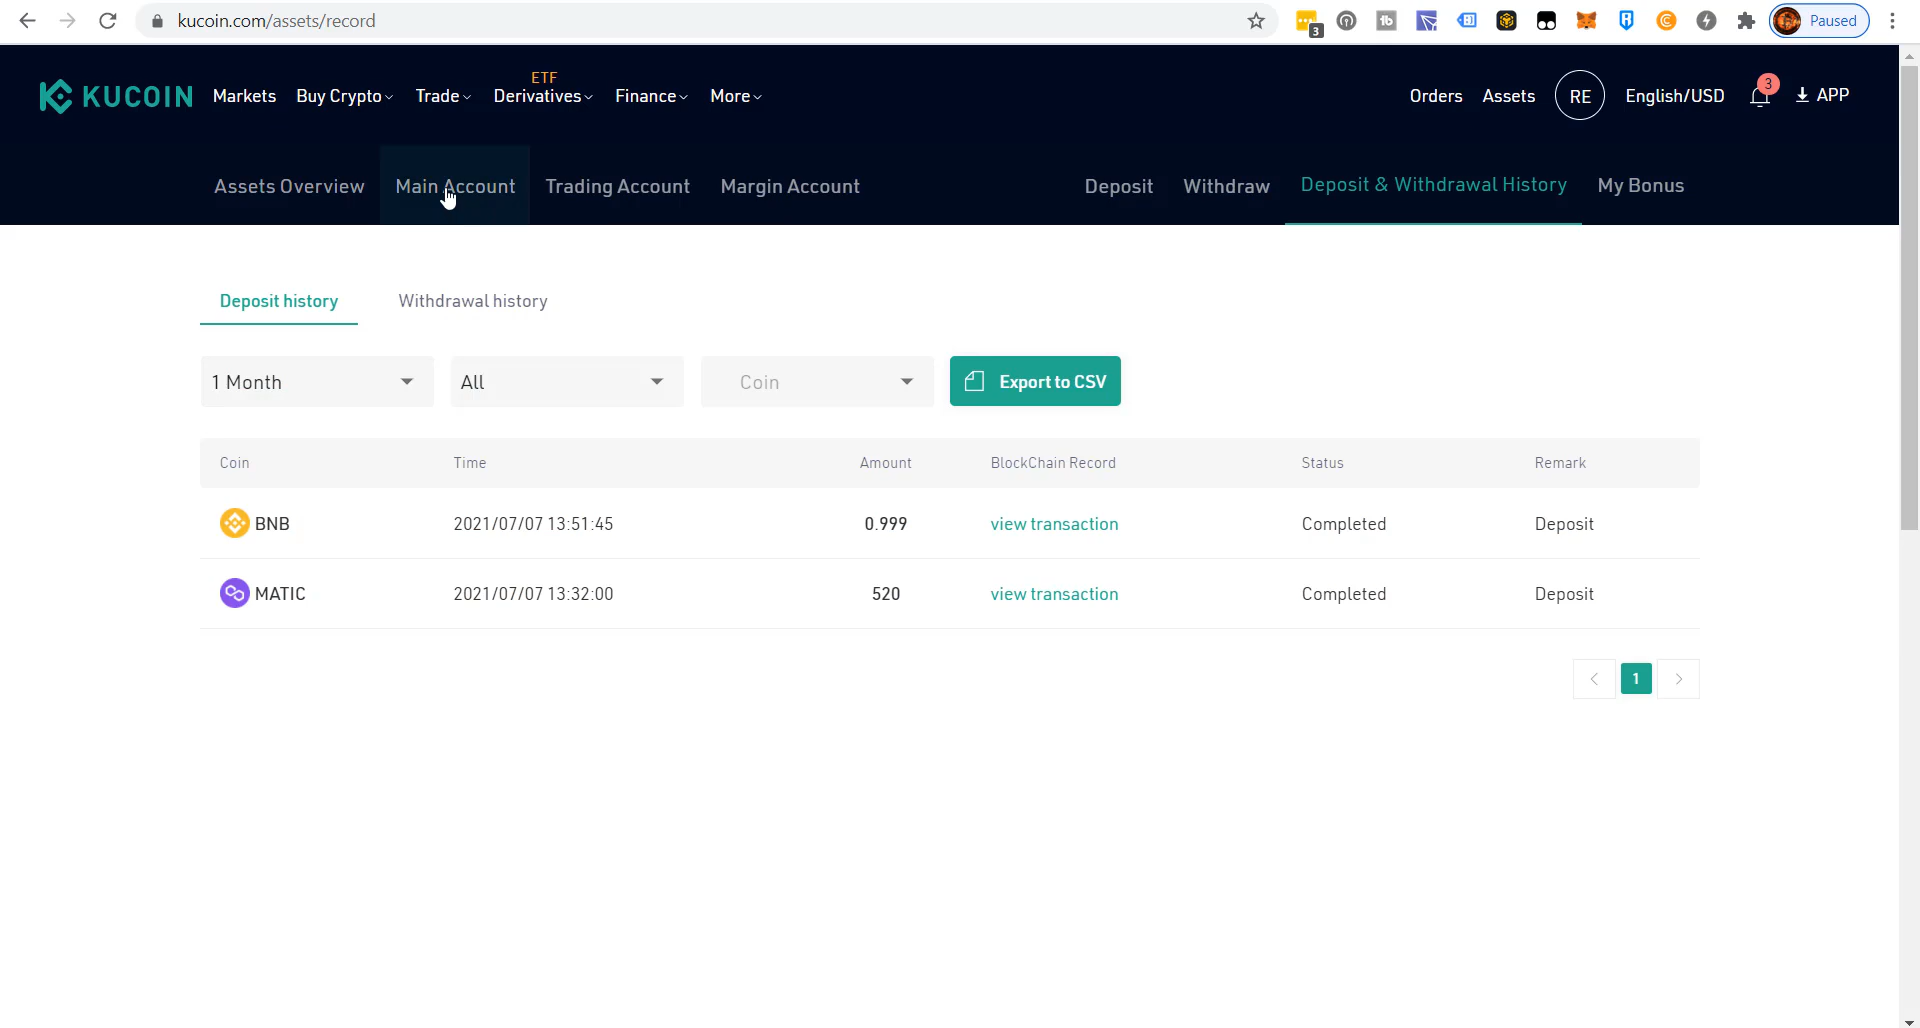 kucoin.com/assets/record
3
Paused
KUCOIN
Markets
Buy Crypto
Trade
ETF
Derivatives
Finance
More
Orders
Assets
RE
English/USD
3
APP
Assets Overview
Main Account
Trading Account
Margin Account
Deposit
Withdraw
Deposit & Withdrawal History
My Bonus
Deposit history
Withdrawal history
1 Month
All
Coin
Export to CSV
Coin Time Amount BlockChain Record Status Remark
BNB 2021/07/07 13:51:45 0.999 view transaction Completed Deposit
MATIC 2021/07/07 13:32:00 520 view transaction Completed Deposit
1